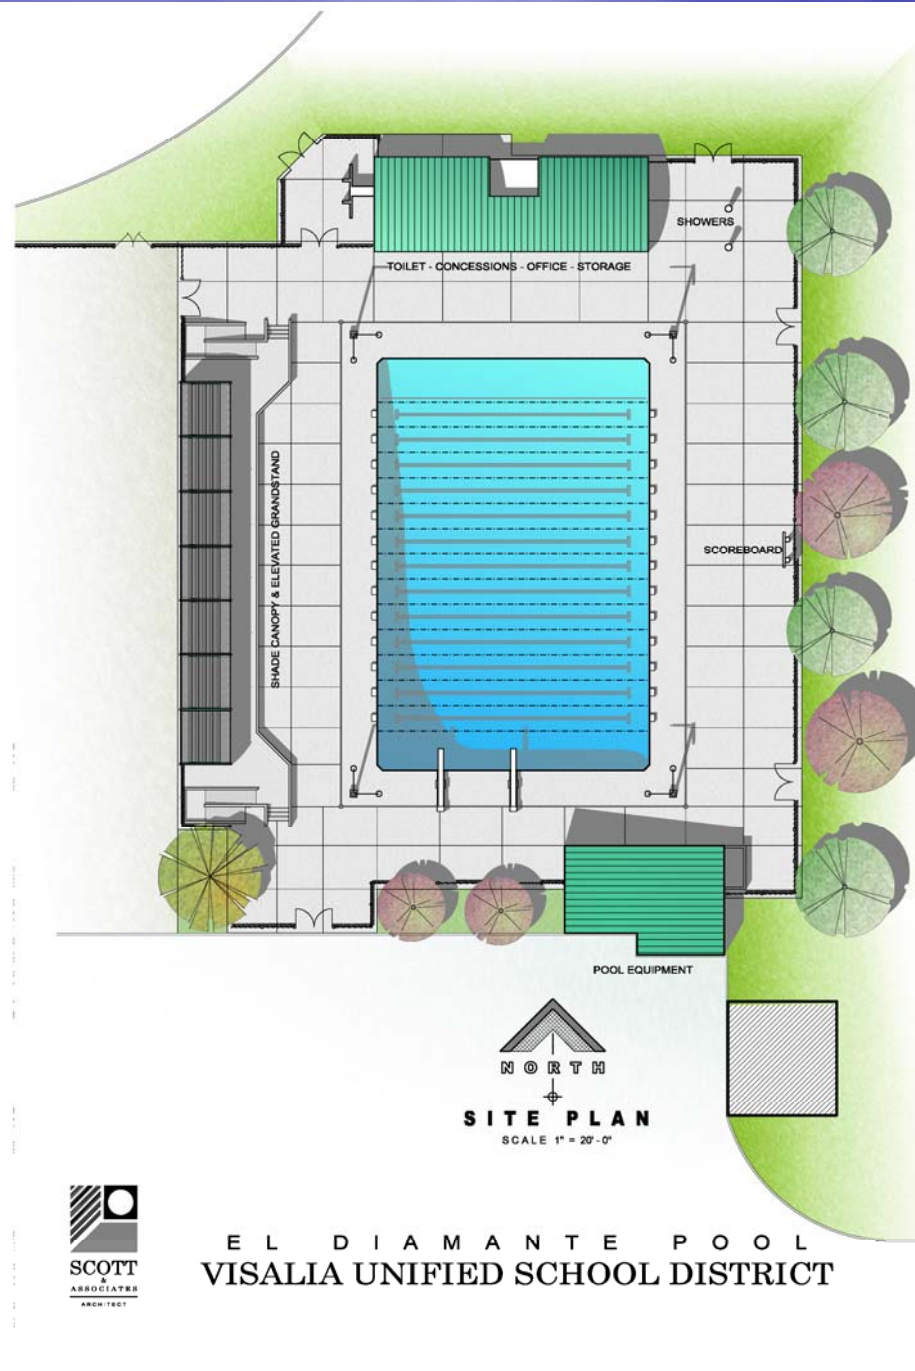 SHOWERS
TOILET - CONCESSIONS - OFFICE - STORAGE
SHADE CANOPY & ELEVATED GRANDSTAND
SCOREBOARD
POOL EQUIPMENT
NORTH
SITE PLAN
SCALE 1" = 20'-0"
EL DIAMANTE POOL
VISALIA UNIFIED SCHOOL DISTRICT
SCOTT
&
ASSOCIATES
ARCHITECT